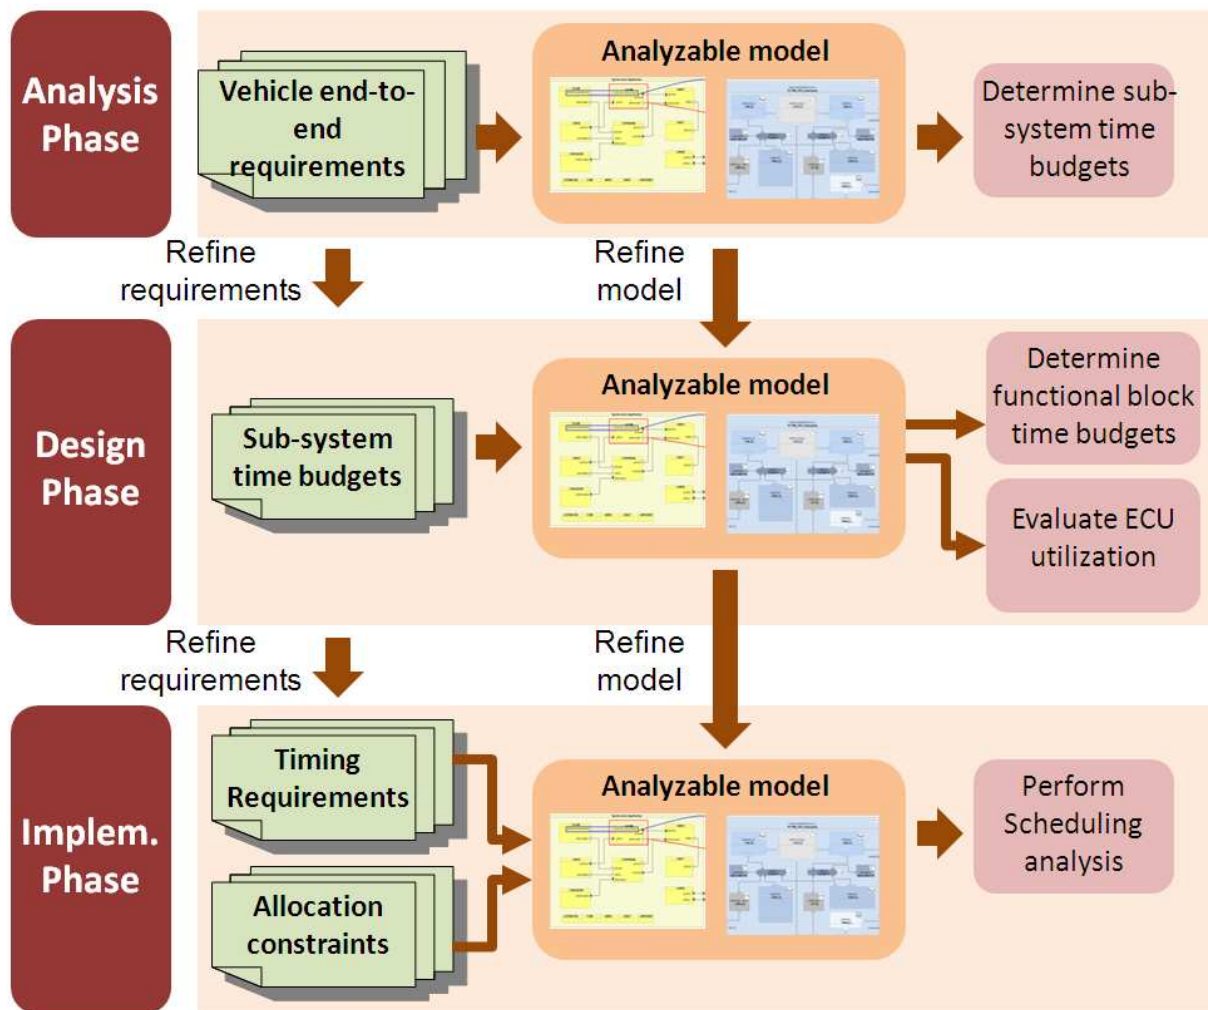 Analysis
Phase
Vehicle end-to-
end
requirements
Analyzable model
Determine sub-
system time
budgets
Refine
requirements
Refine
model
Design
Phase
Sub-system
time budgets
Analyzable model
Determine
functional block
time budgets
Evaluate ECU
utilization
Refine
requirements
Refine
model
Implem.
Phase
Timing
Requirements
Allocation
constraints
Analyzable model
Perform
Scheduling
analysis